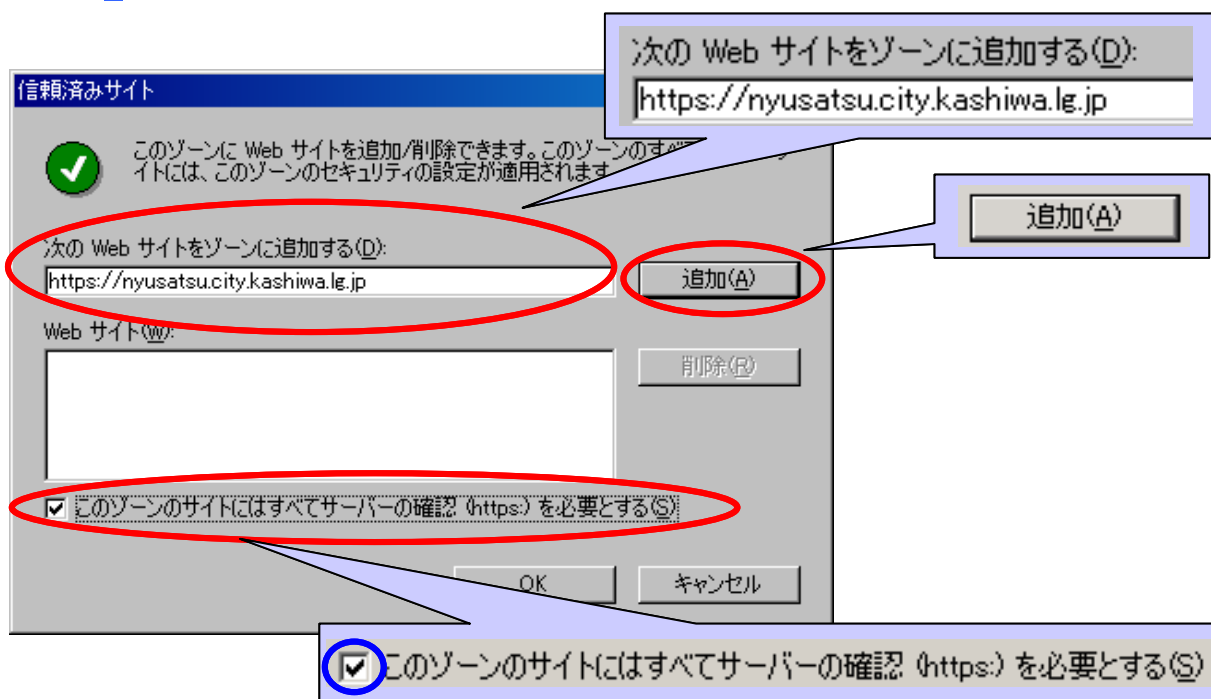 次の Web サイトをゾーンに追加する(D):
https://nyusatsu.city.kashiwa.lg.jp
信頼済みサイト
このゾーンに Web サイトを追加/削除できます。このゾーンのすべ
イトには、このゾーンのセキュリティの設定が適用されます
追加(A)
次の Web サイトをゾーンに追加する(D):
https://nyusatsu.city.kashiwa.lg.jp
追加(A)
Web サイト(W):
削除(R)
このゾーンのサイトにはすべてサーバーの確認 (https:) を必要とする(S)
OK
キャンセル
このゾーンのサイトにはすべてサーバーの確認 (https:) を必要とする(S)